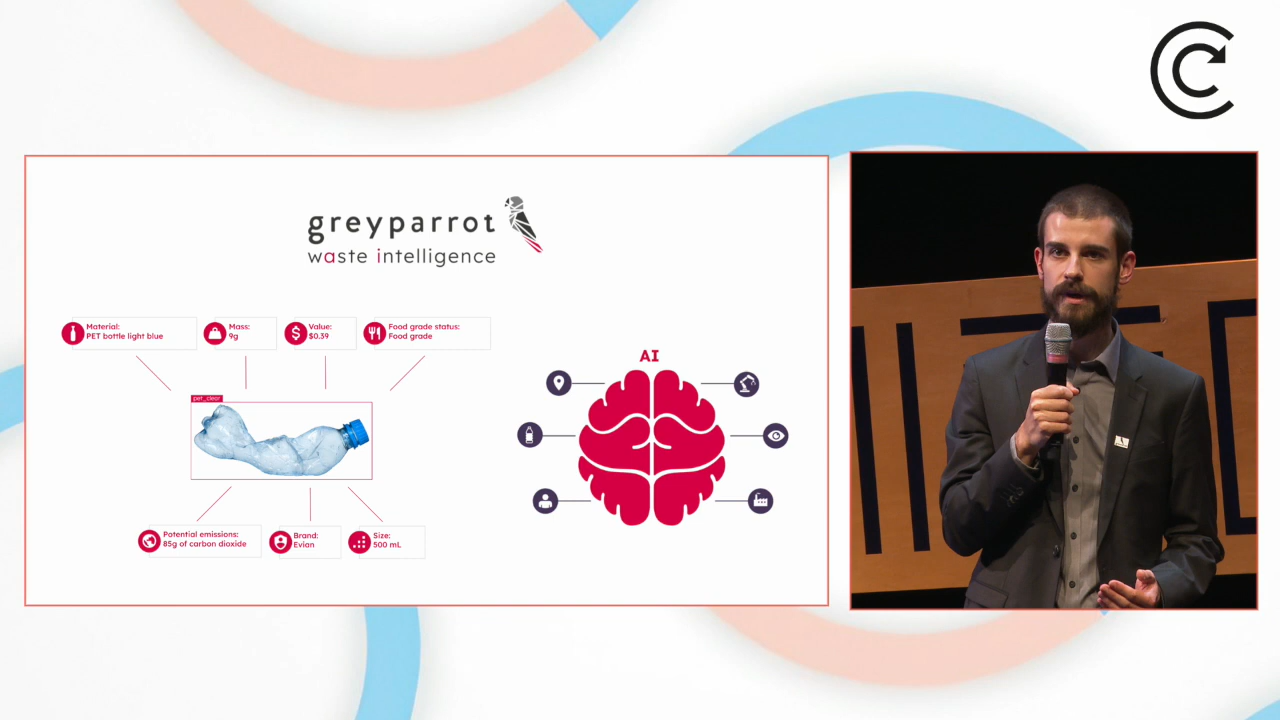 greyparrot
waste intelligence
Material:
PET bottle light blue
Mass:
9g
Value:
$0.39
Food grade status:
Food grade
pet_clear
AI
Potential emissions:
85g of carbon dioxide
Brand:
Evian
Size:
500 mL